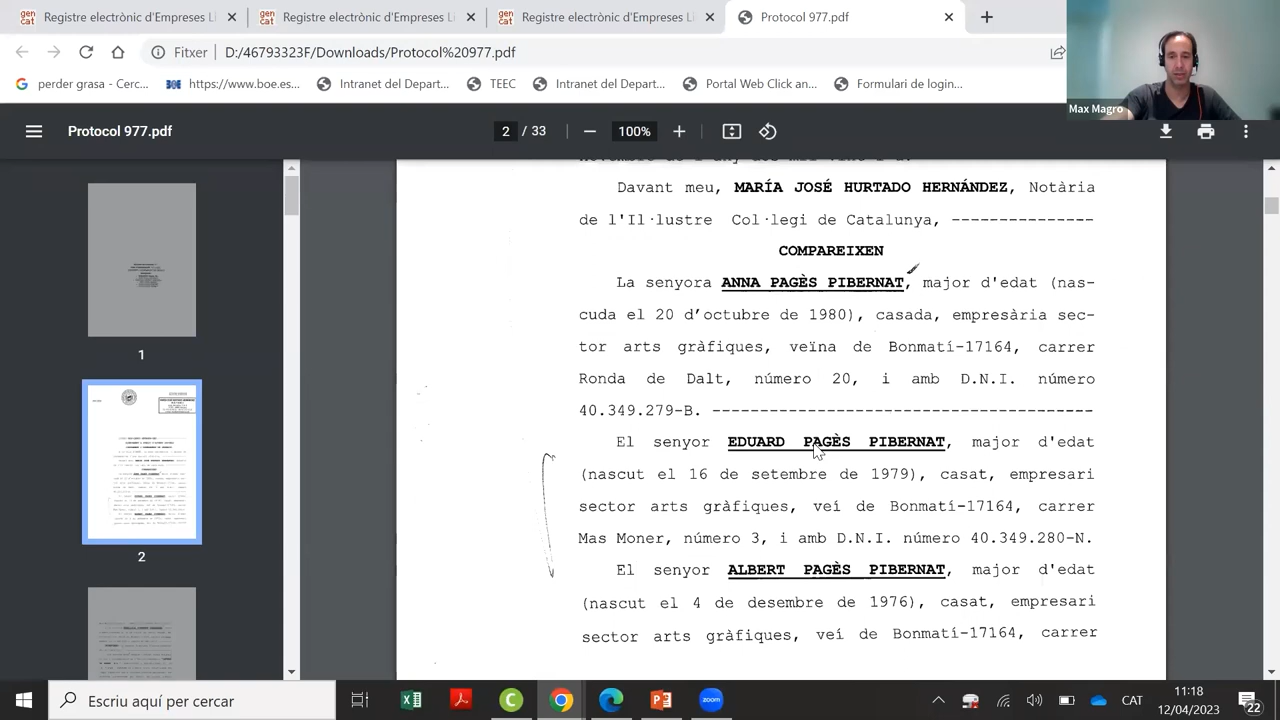 Registre electrònic d'Empreses Li
Registre electrònic d'Empreses Li
Registre electrònic d'Empreses Li
Protocol 977.pdf
Fitxer
D:/46793323F/Downloads/Protocol%20977.pdf
perder grasa - Cerc...
https://www.boe.es...
Intranet del Depart...
TEEC
Intranet del Depart...
Portal Web Click an...
Formulari de login...
Max Magro
Protocol 977.pdf
2 / 33
100%
Davant meu, MARÍA JOSÉ HURTADO HERNÁNDEZ, Notària
de l'Il·lustre Col·legi de Catalunya, ---------------
COMPAREIXEN
La senyora ANNA PAGÈS PIBERNAT, major d'edat (nas-
cuda el 20 d'octubre de 1980), casada, empresària sec-
tor arts gràfiques, veïna de Bonmatí-17164, carrer
Ronda de Dalt, número 20, i amb D.N.I. número
40.349.279-B. ----------------------------------------
El senyor EDUARD PAGÈS PIBERNAT, major d'edat
(nascut el 16 de setembre de 1979), casat, empresari
sector arts gràfiques, veí de Bonmatí-17164, carrer
Mas Moner, número 3, i amb D.N.I. número 40.349.280-N.
El senyor ALBERT PAGÈS PIBERNAT, major d'edat
(nascut el 4 de desembre de 1976), casat, empresari
sector arts gràfiques, veí de Bonmatí-17164, carrer
1
2
Escriu aquí per cercar
zoom
CAT
11:18
12/04/2023
22